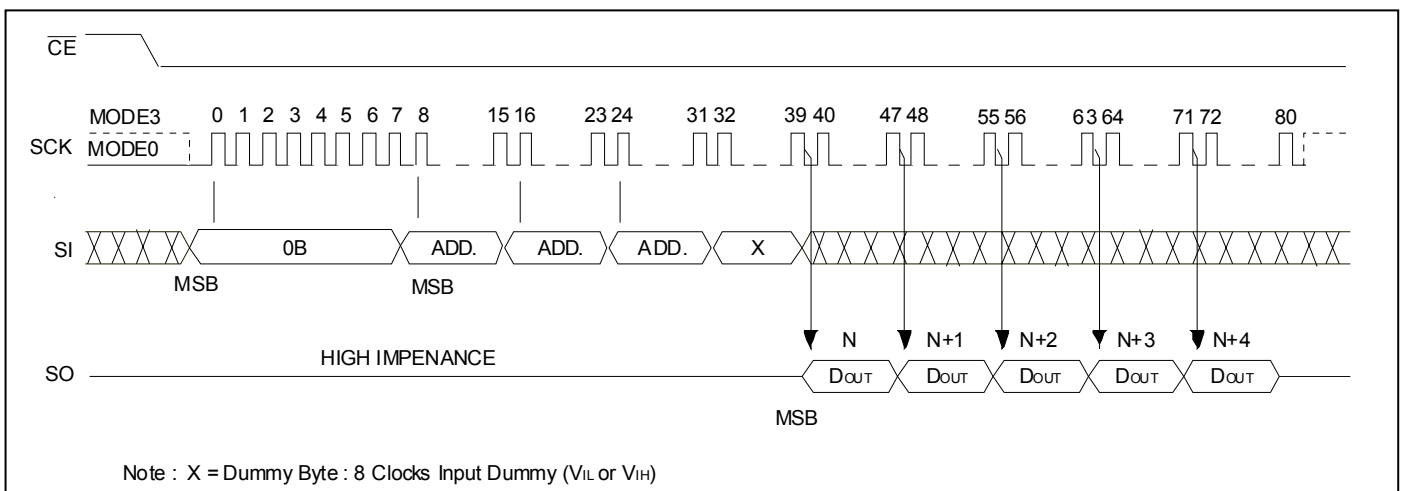 CE
MODE3 0 1 2 3 4 5 6 7 8 15 16 23 24 31 32 39 40 47 48 55 56 63 64 71 72 80
SCK MODE0
SI 0B ADD. ADD. ADD. X
MSB MSB
N N+1 N+2 N+3 N+4
HIGH IMPENANCE
SO DOUT DOUT DOUT DOUT DOUT
MSB
Note : X = Dummy Byte : 8 Clocks Input Dummy (VIL or VIH)